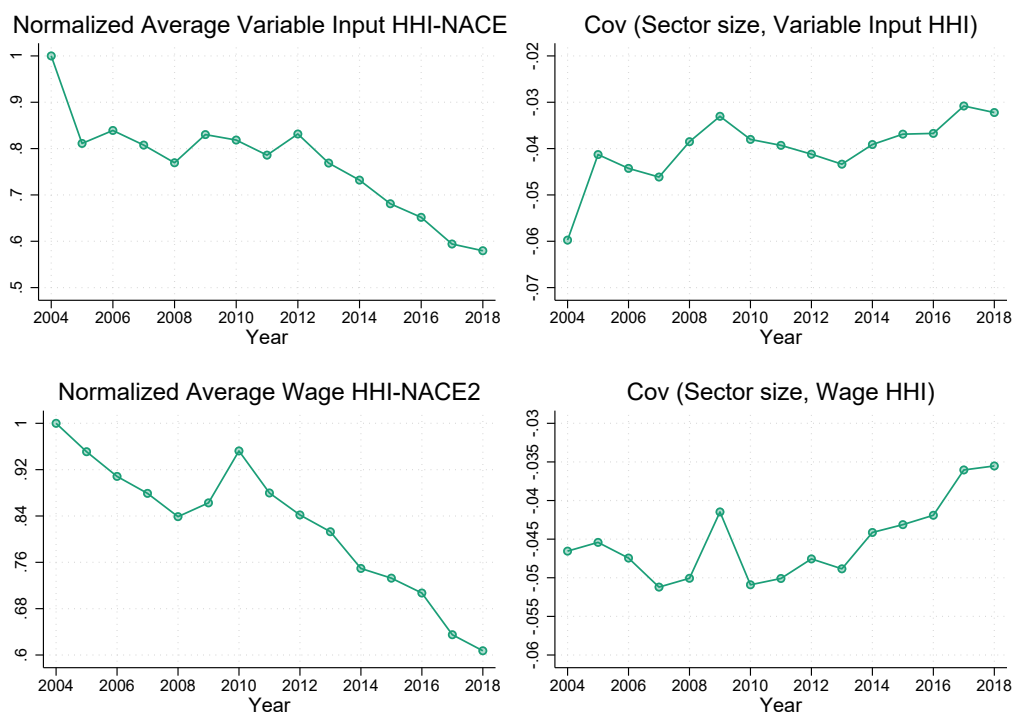 Normalized Average Variable Input HHI-NACE
1
.9
.8
.7
.6
.5
2004 2006 2008 2010 2012 2014 2016 2018
Year
Cov (Sector size, Variable Input HHI)
-.02
-.03
-.04
-.05
-.06
-.07
2004 2006 2008 2010 2012 2014 2016 2018
Year
Normalized Average Wage HHI-NACE2
1
.92
.84
.76
.68
.6
2004 2006 2008 2010 2012 2014 2016 2018
Year
Cov (Sector size, Wage HHI)
-.03
-.035
-.04
-.045
-.05
-.055
-.06
2004 2006 2008 2010 2012 2014 2016 2018
Year